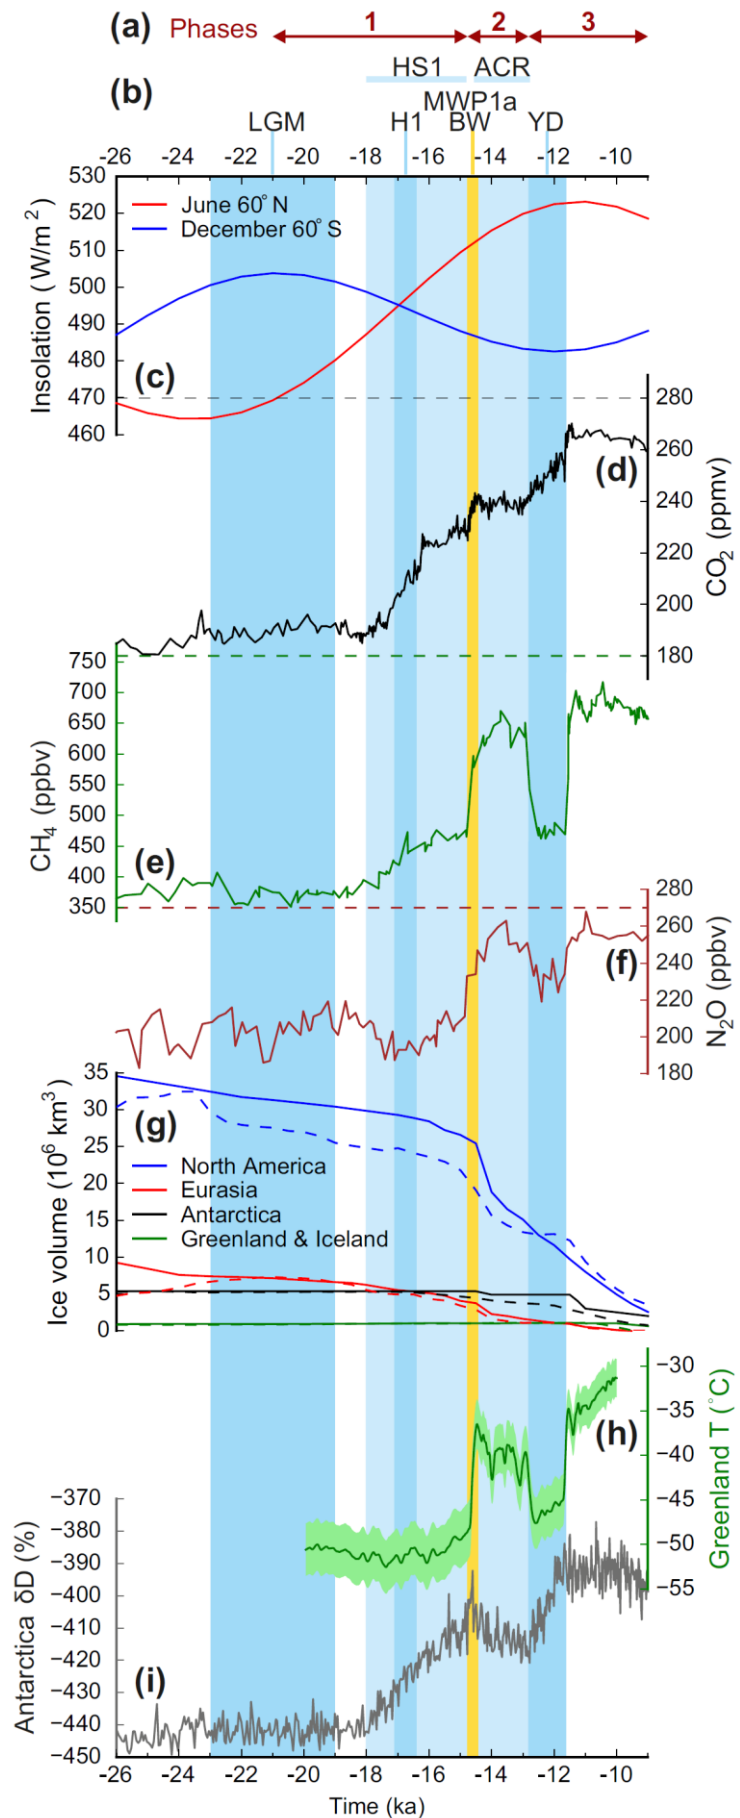 (a) Phases 1 2 3
HS1 ACR
(b) MWP1a
LGM H1 BW YD
-26 -24 -22 -20 -18 -16 -14 -12 -10
530
520
510
500
490
480
470
460
Insolation ( W/m²)
June 60° N
December 60° S
(c)
280
260
240
220
200
180
CO₂ (ppmv)
(d)
750
700
650
600
550
500
450
400
350
CH₄ (ppbv)
(e)
280
260
240
220
200
180
N₂O (ppbv)
(f)
35
30
25
20
15
10
5
0
Ice volume (10⁶ km³)
(g)
North America
Eurasia
Antarctica
Greenland & Iceland
−30
−35
−40
−45
−50
−55
Greenland T (°C)
(h)
−370
−380
−390
−400
−410
−420
−430
−440
−450
Antarctica δD (%)
(i)
-26 -24 -22 -20 -18 -16 -14 -12 -10
Time (ka)